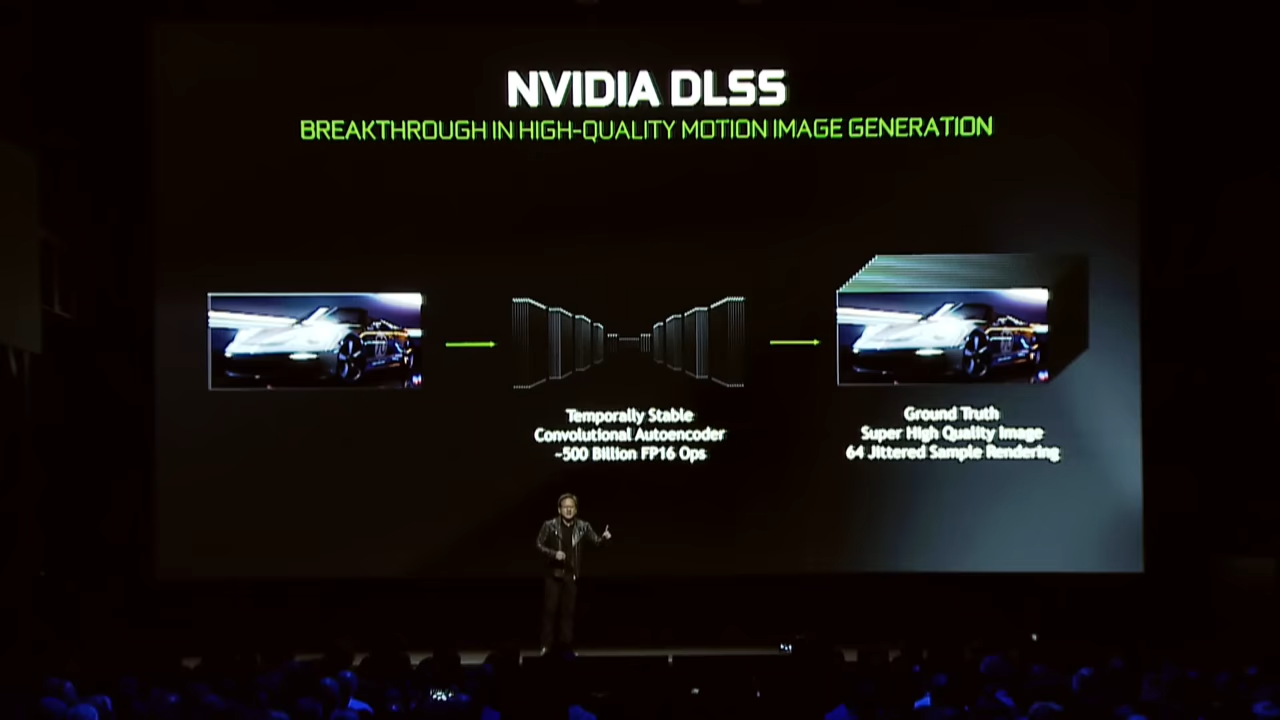 NVIDIA DLSS
BREAKTHROUGH IN HIGH-QUALITY MOTION IMAGE GENERATION
Temporally Stable
Convolutional Autoencoder
~500 Billion FP16 Ops
Ground Truth
Super High Quality Image
64 Jittered Sample Rendering